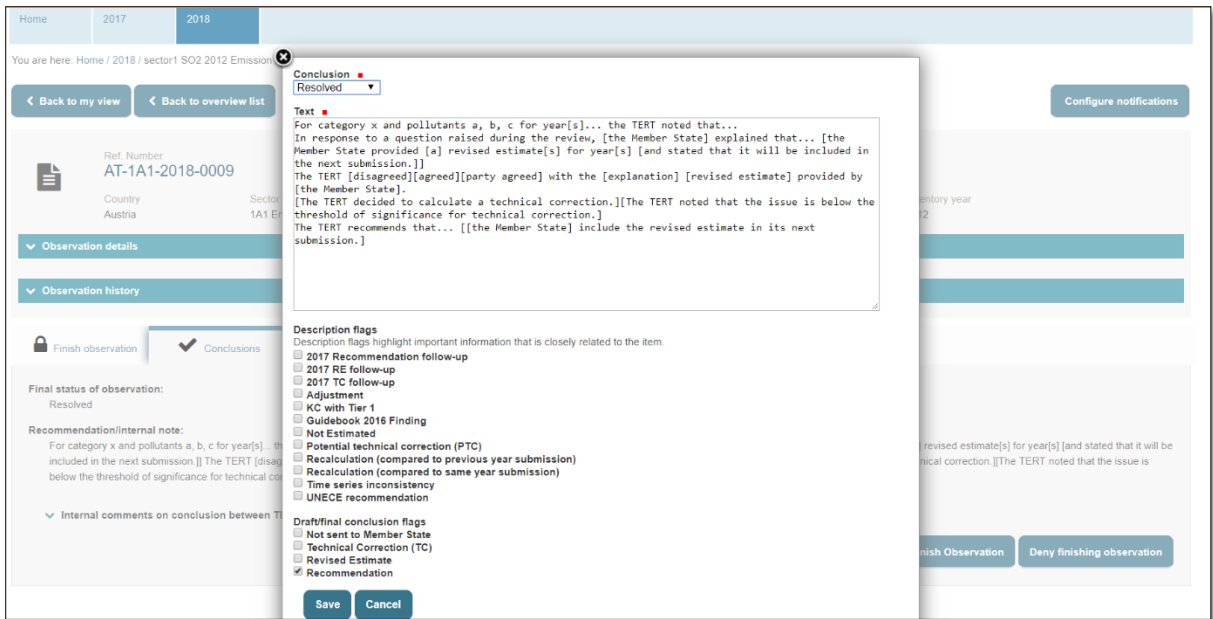 Home 2017 2018
You are here: Home / 2018 / sector1 SO2 2012 Emission
Back to my view Back to overview list Configure notifications
Ref. Number
AT-1A1-2018-0009
Country Sector entory year
Austria 1A1 Er 12
Observation details
Observation history
Finish observation Conclusions
Final status of observation:
Resolved
Recommendation/internal note:
For category x and pollutants a, b, c for year[s]... th revised estimate[s] for year[s] [and stated that it will be
included in the next submission.]] The TERT [disag nical correction.][The TERT noted that the issue is
below the threshold of significance for technical cor
Internal comments on conclusion between TE
nish Observation Deny finishing observation
Conclusion
Resolved
Text
For category x and pollutants a, b, c for year[s]... the TERT noted that...
In response to a question raised during the review, [the Member State] explained that... [the
Member State provided [a] revised estimate[s] for year[s] [and stated that it will be included in
the next submission.]]
The TERT [disagreed][agreed][party agreed] with the [explanation] [revised estimate] provided by
[the Member State].
[The TERT decided to calculate a technical correction.][The TERT noted that the issue is below the
threshold of significance for technical correction.]
The TERT recommends that... [[the Member State] include the revised estimate in its next
submission.]
Description flags
Description flags highlight important information that is closely related to the item.
2017 Recommendation follow-up
2017 RE follow-up
2017 TC follow-up
Adjustment
KC with Tier 1
Guidebook 2016 Finding
Not Estimated
Potential technical correction (PTC)
Recalculation (compared to previous year submission)
Recalculation (compared to same year submission)
Time series inconsistency
UNECE recommendation
Draft/final conclusion flags
Not sent to Member State
Technical Correction (TC)
Revised Estimate
Recommendation
Save Cancel